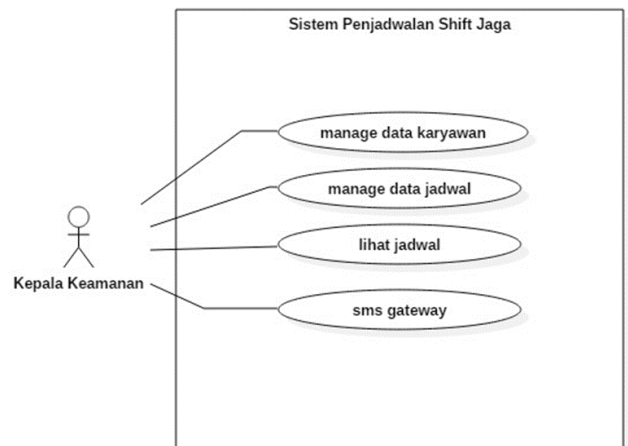 Sistem Penjadwalan Shift Jaga
manage data karyawan
manage data jadwal
lihat jadwal
Kepala Keamanan
sms gateway